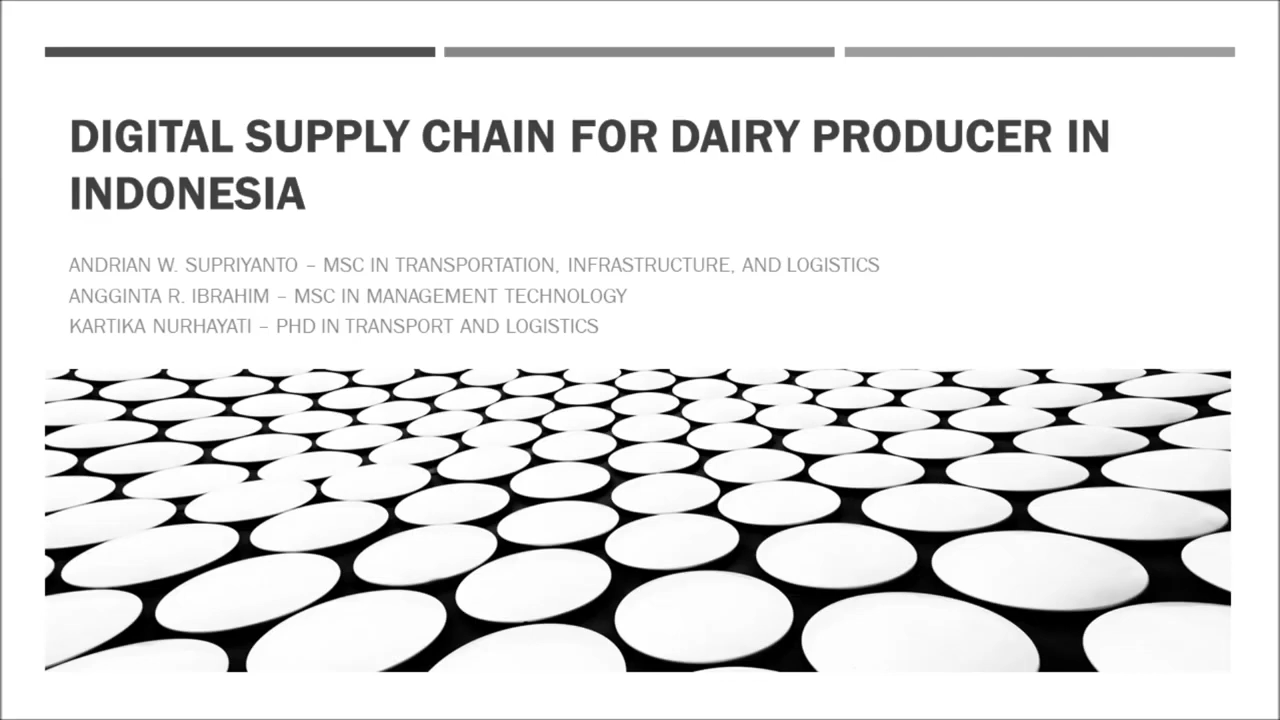 DIGITAL SUPPLY CHAIN FOR DAIRY PRODUCER IN
INDONESIA
ANDRIAN W. SUPRIYANTO – MSC IN TRANSPORTATION, INFRASTRUCTURE, AND LOGISTICS
ANGGINTA R. IBRAHIM – MSC IN MANAGEMENT TECHNOLOGY
KARTIKA NURHAYATI – PHD IN TRANSPORT AND LOGISTICS